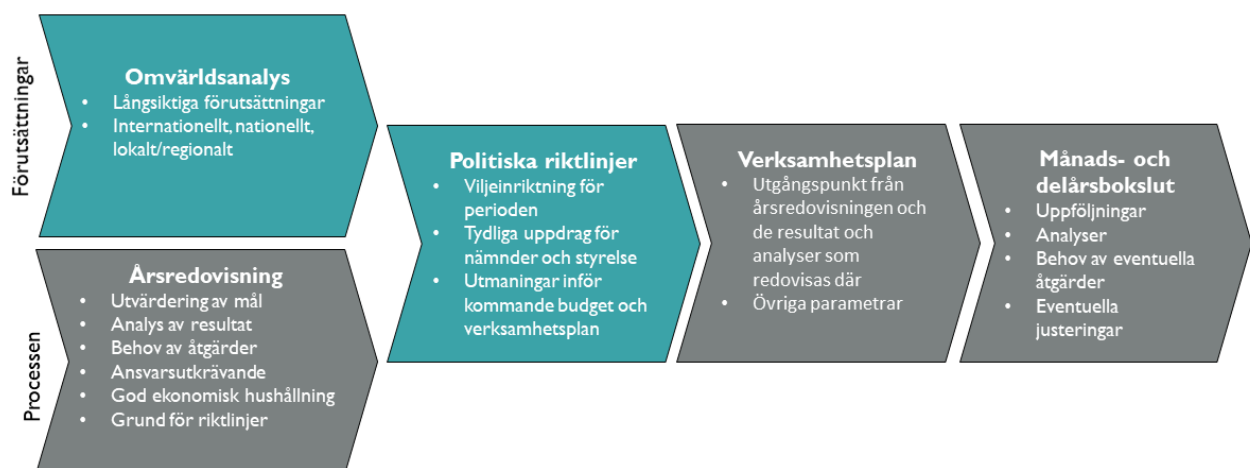 Förutsättningar
Omvärldsanalys
• Långsiktiga förutsättningar
• Internationellt, nationellt,
lokalt/regionalt
Processen
Årsredovisning
• Utvärdering av mål
• Analys av resultat
• Behov av åtgärder
• Ansvarsutkrävande
• God ekonomisk hushållning
• Grund för riktlinjer
Politiska riktlinjer
• Viljeinriktning för
perioden
• Tydliga uppdrag för
nämnder och styrelse
• Utmaningar inför
kommande budget och
verksamhetsplan
Verksamhetsplan
• Utgångspunkt från
årsredovisningen och
de resultat och
analyser som
redovisas där
• Övriga parametrar
Månads- och
delårsbokslut
• Uppföljningar
• Analyser
• Behov av eventuella
åtgärder
• Eventuella
justeringar